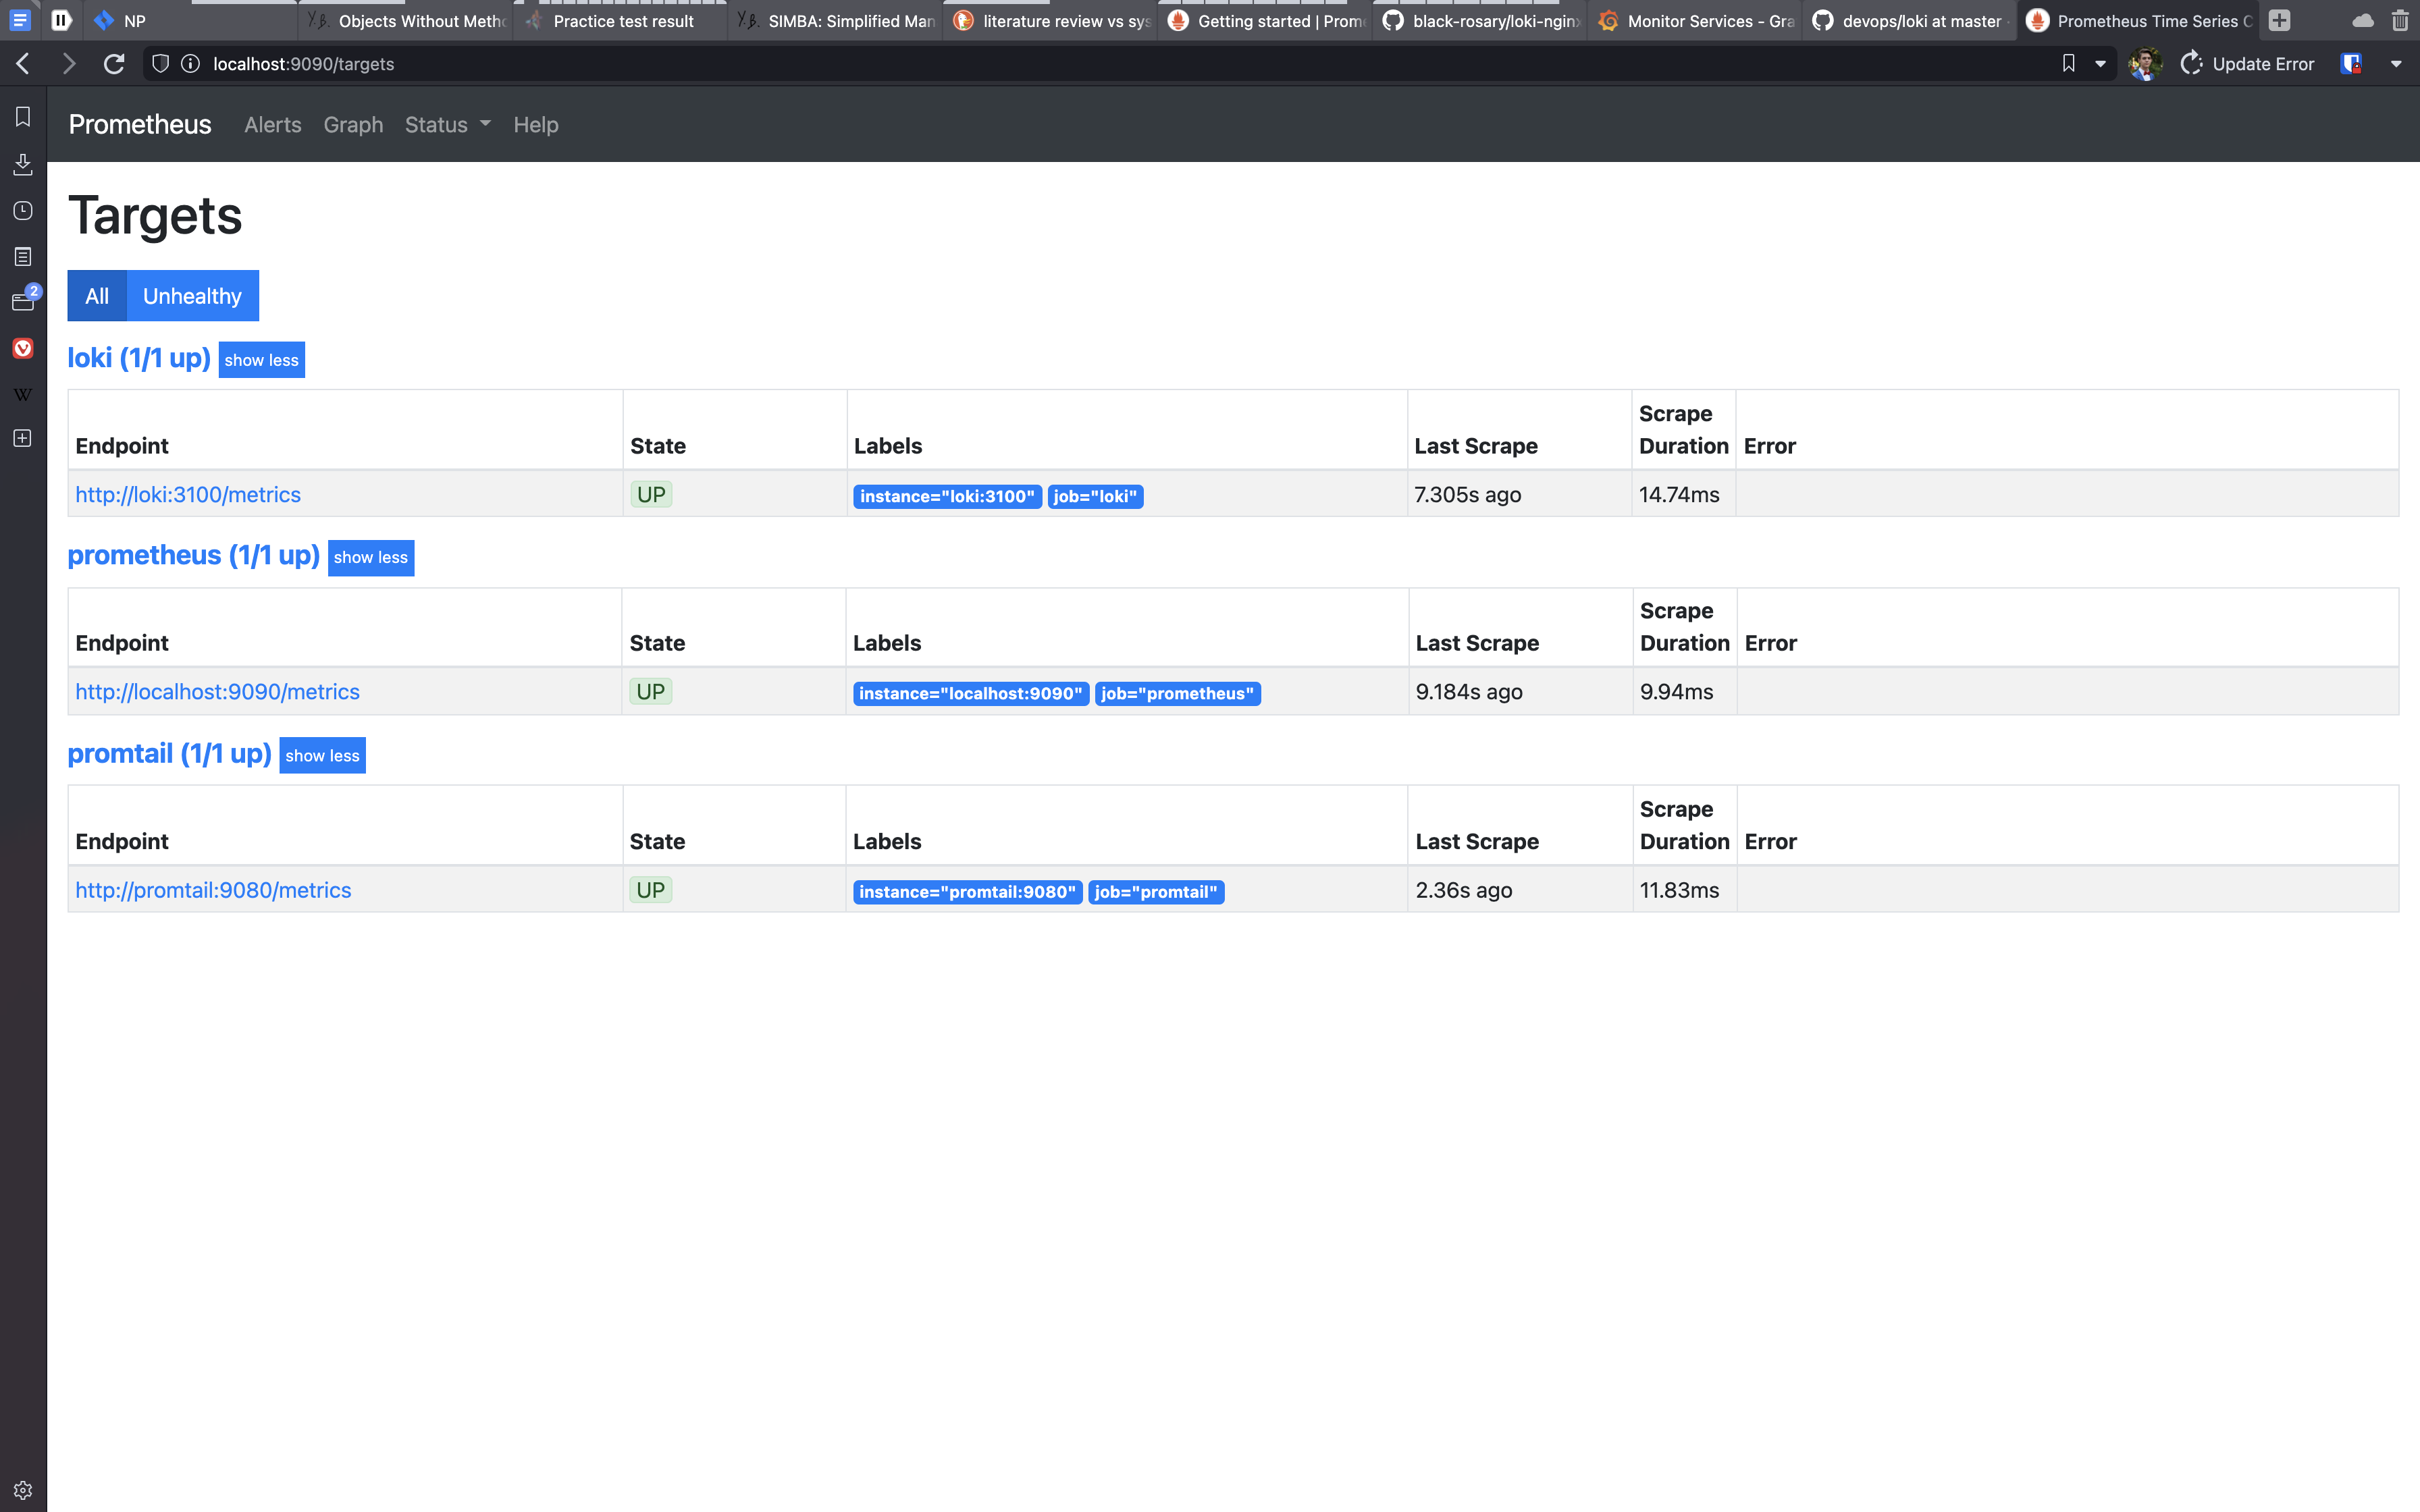 NP
Objects Without Metho
Practice test result
SIMBA: Simplified Man
literature review vs sys
Getting started | Prome
black-rosary/loki-nginx
Monitor Services - Gra
devops/loki at master
Prometheus Time Series C
localhost:9090/targets
Update Error
Prometheus Alerts Graph Status Help
2
W
Targets
All Unhealthy
loki (1/1 up) show less
Endpoint State Labels Last Scrape Scrape Duration Error
http://loki:3100/metrics UP instance="loki:3100" job="loki" 7.305s ago 14.74ms
prometheus (1/1 up) show less
Endpoint State Labels Last Scrape Scrape Duration Error
http://localhost:9090/metrics UP instance="localhost:9090" job="prometheus" 9.184s ago 9.94ms
promtail (1/1 up) show less
Endpoint State Labels Last Scrape Scrape Duration Error
http://promtail:9080/metrics UP instance="promtail:9080" job="promtail" 2.36s ago 11.83ms